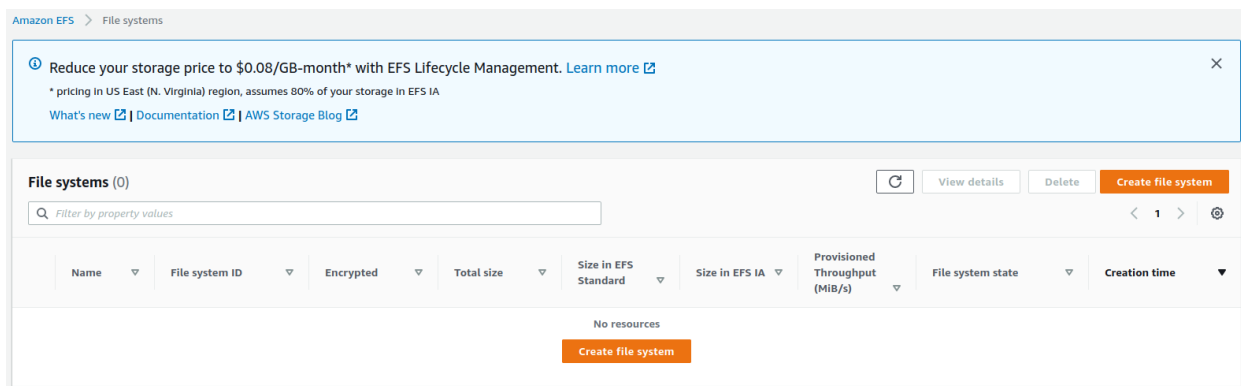 Amazon EFS > File systems
Reduce your storage price to $0.08/GB-month* with EFS Lifecycle Management. Learn more
* pricing in US East (N. Virginia) region, assumes 80% of your storage in EFS IA
What's new | Documentation | AWS Storage Blog
File systems (0)
View details
Delete
Create file system
Filter by property values
< 1 >
Name
File system ID
Encrypted
Total size
Size in EFS
Standard
Size in EFS IA
Provisioned
Throughput
(MiB/s)
File system state
Creation time
No resources
Create file system